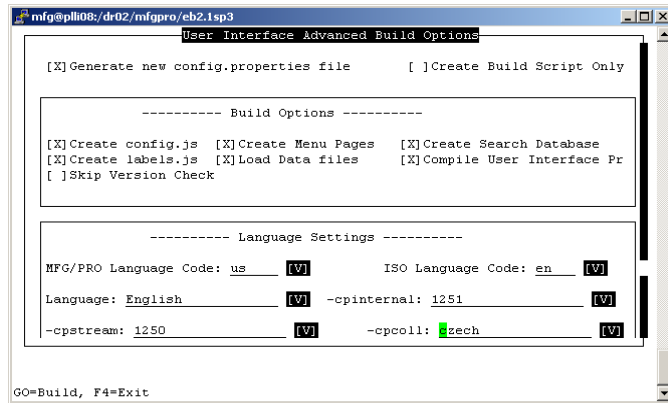 mfg@plli08:/dr02/mfgpro/eb2.1sp3
User Interface Advanced Build Options
[X]Generate new config.properties file [ ]Create Build Script Only
---------- Build Options ----------
[X]Create config.js [X]Create Menu Pages [X]Create Search Database
[X]Create labels.js [X]Load Data files [X]Compile User Interface Pr
[ ]Skip Version Check
---------- Language Settings ----------
MFG/PRO Language Code: us [V] ISO Language Code: en [V]
Language: English [V] -cpinternal: 1251 [V]
-cpstream: 1250 [V] -cpcoll: czech [V]
GO=Build, F4=Exit